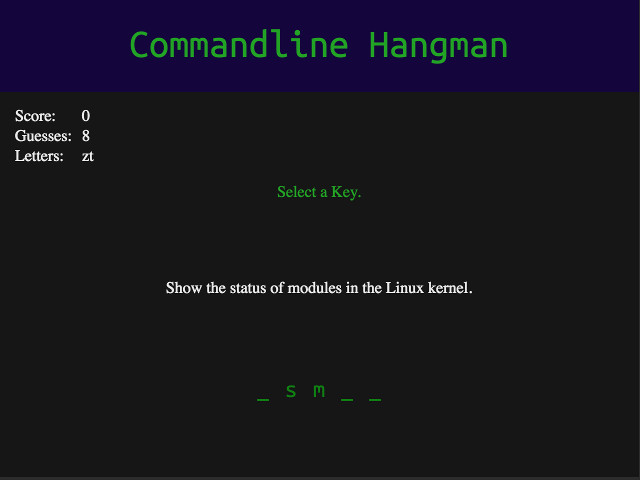 Commandline Hangman
Score: 0
Guesses: 8
Letters: zt
Select a Key.
Show the status of modules in the Linux kernel.
_ s m _ _